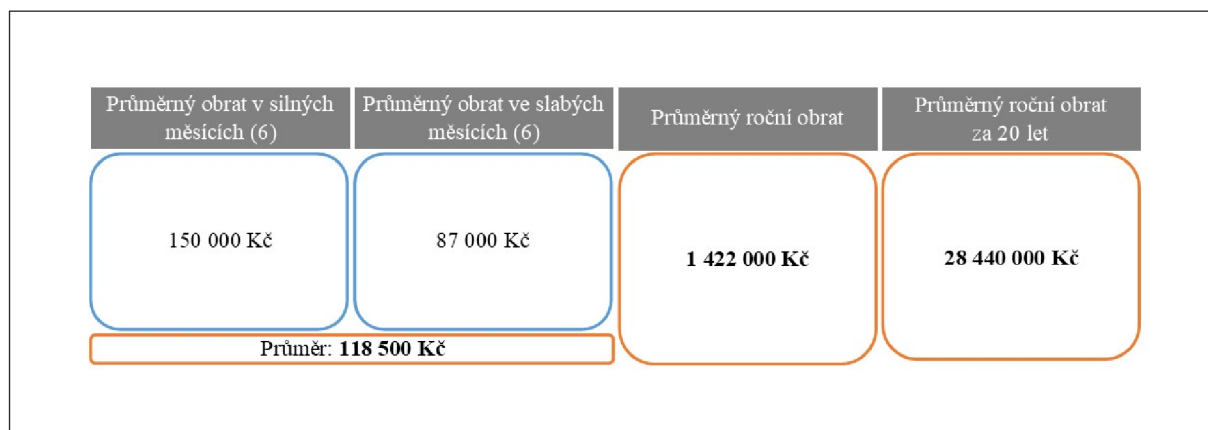 Průměrný obrat v silných
měsících (6)
Průměrný obrat ve slabých
měsících (6)
Průměrný roční obrat
Průměrný roční obrat
za 20 let
150 000 Kč
87 000 Kč
1 422 000 Kč
28 440 000 Kč
Průměr: 118 500 Kč